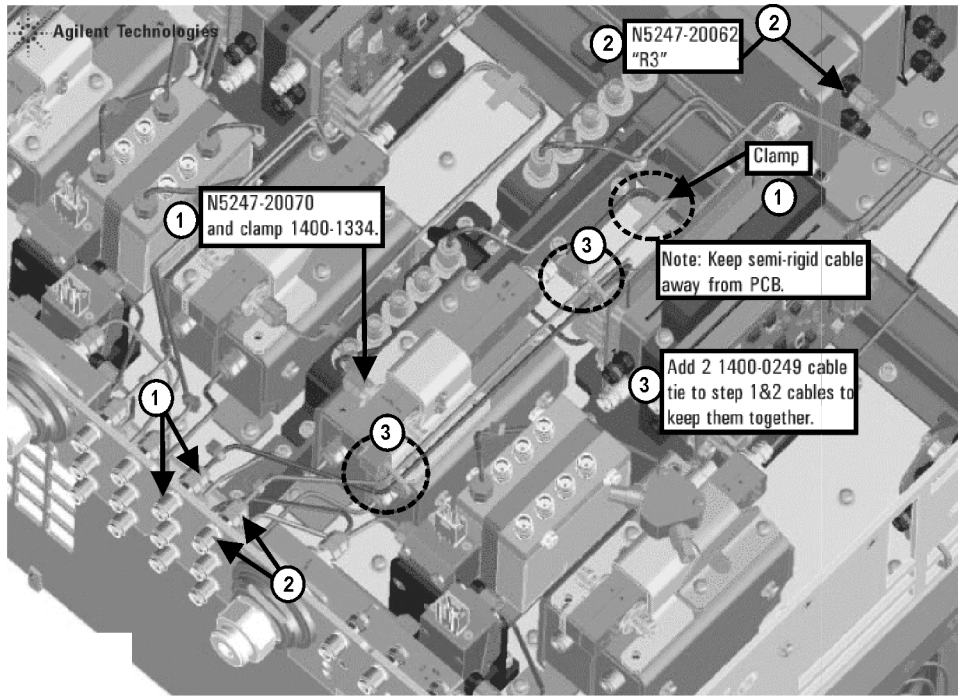 Agilent Technologies
2
N5247-20062
"R3"
2
Clamp
1
1
N5247-20070
and clamp 1400-1334.
3
Note: Keep semi-rigid cable
away from PCB.
3
Add 2 1400-0249 cable
tie to step 1&2 cables to
keep them together.
1
3
2